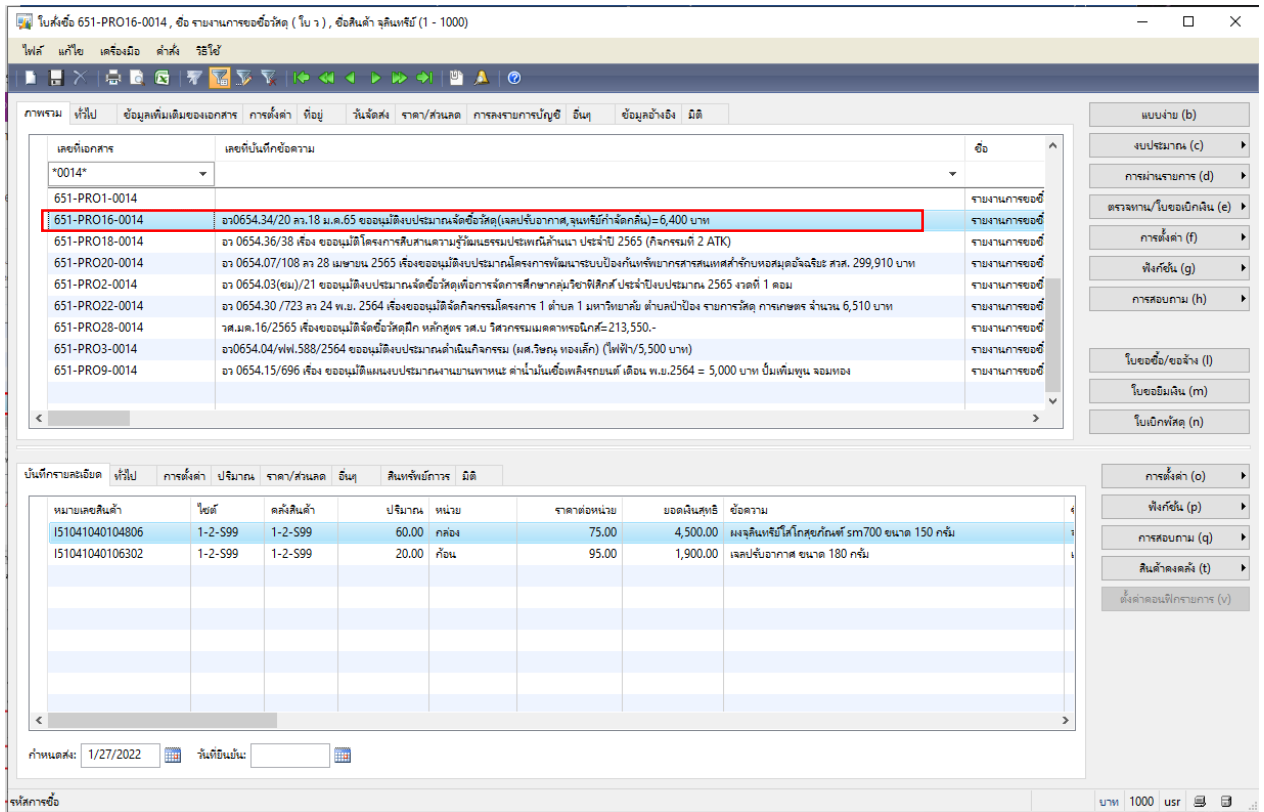 ใบสั่งซื้อ 651-PRO16-0014 , ชื่อ รายงานการขอซื้อวัสดุ ( ใบ ว ) , ชื่อสินค้า จุลินทรีย์ (1 - 1000)
ไฟล์ แก้ไข เครื่องมือ คำสั่ง วิธีใช้
ภาพรวม ทั่วไป ข้อมูลเพิ่มเติมของเอกสาร การตั้งค่า ที่อยู่ วันจัดส่ง ราคา/ส่วนลด การลงรายการบัญชี อื่นๆ ข้อมูลอ้างอิง มิติ
เลขที่เอกสาร เลขที่บันทึกข้อความ ชื่อ
*0014*
651-PRO1-0014 รายงานการขอซื้
651-PRO16-0014 อว0654.34/20 ลว.18 ม.ค.65 ขออนุมัติงบประมาณจัดซื้อวัสดุ(เจลปรับอากาศ,จุนทรีย์กำจัดกลิ่น)=6,400 บาท รายงานการขอซื้
651-PRO18-0014 อว 0654.36/38 เรื่อง ขออนุมัติโครงการสืบสานความรู้วัฒนธรรมประเพณีล้านนา ประจำปี 2565 (กิจกรรมที่ 2 ATK) รายงานการขอซื้
651-PRO20-0014 อว 0654.07/108 ลว 28 เมษายน 2565 เรื่องขออนุมัติงบประมาณโครงการพัฒนาระบบป้องกันทรัพยากรสารสนเทศสำหรับหอสมุดอัจฉริยะ สวส. 299,910 บาท รายงานการขอซื้
651-PRO2-0014 อว 0654.03(ชม)/21 ขออนุมัติงบประมาณจัดซื้อวัสดุเพื่อการจัดการศึกษากลุ่มวิชาฟิสิกส์ ประจำปีงบประมาณ 2565 งวดที่ 1 คอม รายงานการขอซื้
651-PRO22-0014 อว 0654.30 /723 ลว 24 พ.ย. 2564 เรื่องขออนุมัติจัดกิจกรรมโครงการ 1 ตำบล 1 มหาวิทยาลัย ตำบลป่าป้อง รายการวัสดุ การเกษตร จำนวน 6,510 บาท รายงานการขอซื้
651-PRO28-0014 วศ.มค.16/2565 เรื่องขออนุมัติจัดซื้อวัสดุฝึก หลักสูตร วศ.บ วิศวกรรมเมคคาทรอนิกส์=213,550.- รายงานการขอซื้
651-PRO3-0014 อว0654.04/ฟฟ.588/2564 ขออนุมัติงบประมาณดำเนินกิจกรรม (ผศ.วิษณุ ทองเล็ก) (ไฟฟ้า/5,500 บาท) รายงานการขอซื้
651-PRO9-0014 อว 0654.15/696 เรื่อง ขออนุมัติแผนงบประมาณงานยานพาหนะ ค่าน้ำมันเชื้อเพลิงรถยนต์ เดือน พ.ย.2564 = 5,000 บาท ปั้มเพิ่มพูน จอมทอง รายงานการขอซื้
แบบง่าย (b)
งบประมาณ (c)
การผ่านรายการ (d)
ตรวจทาน/ใบขอเบิกเงิน (e)
การตั้งค่า (f)
ฟังก์ชั่น (g)
การสอบถาม (h)
ใบขอซื้อ/ขอจ้าง (l)
ใบขอยืมเงิน (m)
ใบเบิกพัสดุ (n)
บันทึกรายละเอียด ทั่วไป การตั้งค่า ปริมาณ ราคา/ส่วนลด อื่นๆ สินทรัพย์ถาวร มิติ
หมายเลขสินค้า ไซต์ คลังสินค้า ปริมาณ หน่วย ราคาต่อหน่วย ยอดเงินสุทธิ ข้อความ
I51041040104806 1-2-S99 1-2-S99 60.00 กล่อง 75.00 4,500.00 ผงจุลินทรีย์ใส่โถสุขภัณฑ์ sm700 ขนาด 150 กรัม
I51041040106302 1-2-S99 1-2-S99 20.00 ก้อน 95.00 1,900.00 เจลปรับอากาศ ขนาด 180 กรัม
การตั้งค่า (o)
ฟังก์ชั่น (p)
การสอบถาม (q)
สินค้าคงคลัง (t)
ตั้งค่าคอนฟิกรายการ (v)
กำหนดส่ง: 1/27/2022 วันที่ยืนยัน:
รหัสการซื้อ บาท 1000 usr